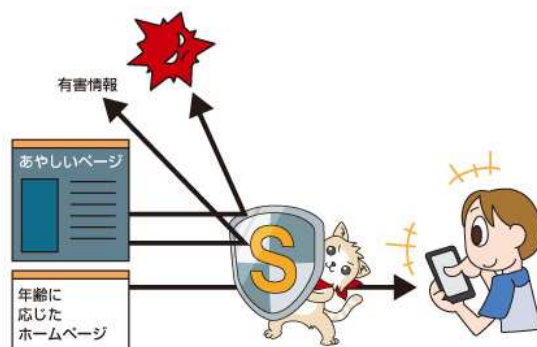 有害情報
あやしいページ
S
年齢に
応じた
ホームページ